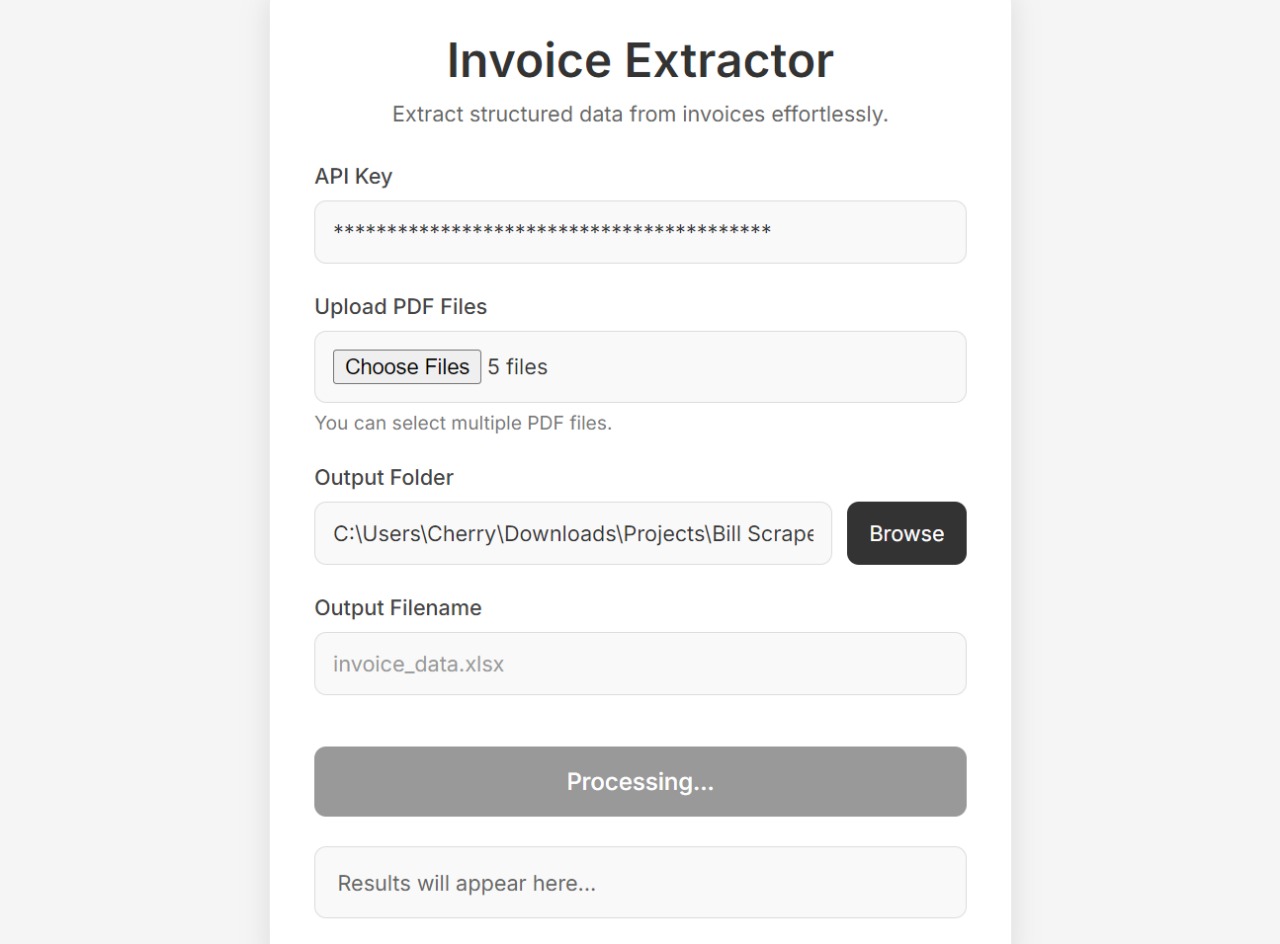 Invoice Extractor
Extract structured data from invoices effortlessly.
API Key
*****************************************
Upload PDF Files
Choose Files 5 files
You can select multiple PDF files.
Output Folder
C:\Users\Cherry\Downloads\Projects\Bill Scrape
Browse
Output Filename
invoice_data.xlsx
Processing...
Results will appear here...